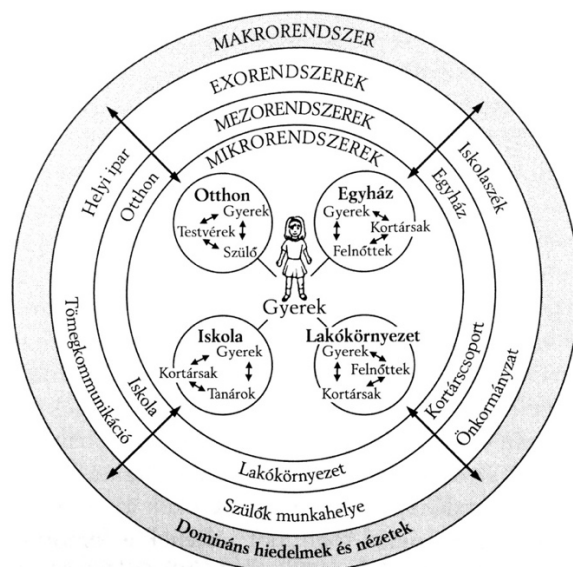 MAKRORENDSZER
EXORENDSZEREK
MEZORENDSZEREK
MIKRORENDSZEREK
Helyi ipar
Otthon
Egyház
Iskolaszék
Otthon
Gyerek
Testvérek
Szülő
Egyház
Gyerek
Kortársak
Felnőttek
Gyerek
Iskola
Gyerek
Kortársak
Tanárok
Lakókörnyezet
Gyerek
Felnőttek
Kortársak
Tömegkommunikáció
Iskola
Kortárscsoport
Önkormányzat
Lakókörnyezet
Szülők munkahelye
Domináns hiedelmek és nézetek